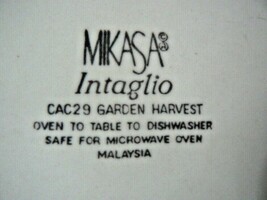 MIKASA®
Intaglio
CAC29 GARDEN HARVEST
OVEN TO TABLE TO DISHWASHER
SAFE FOR MICROWAVE OVEN
MALAYSIA